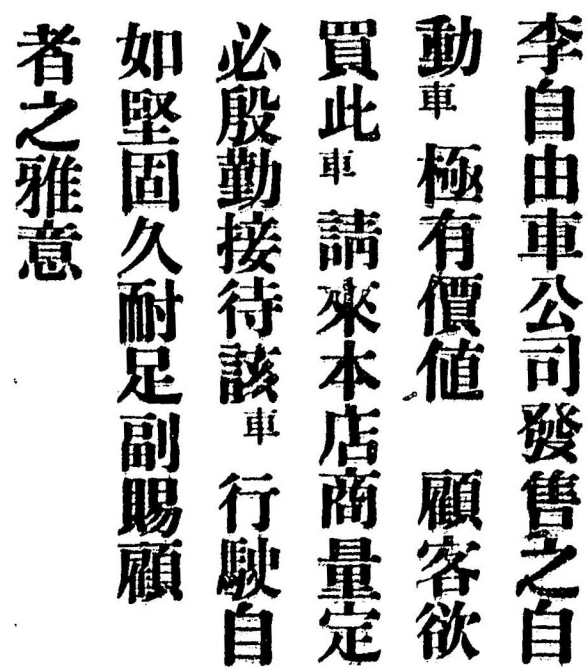 李自由車公司發售之自
動車 極有價値 顧客欲
買此車 請來本店商量定
必殷勤接待該車 行駛自
如堅固久耐足副賜顧
者之雅意